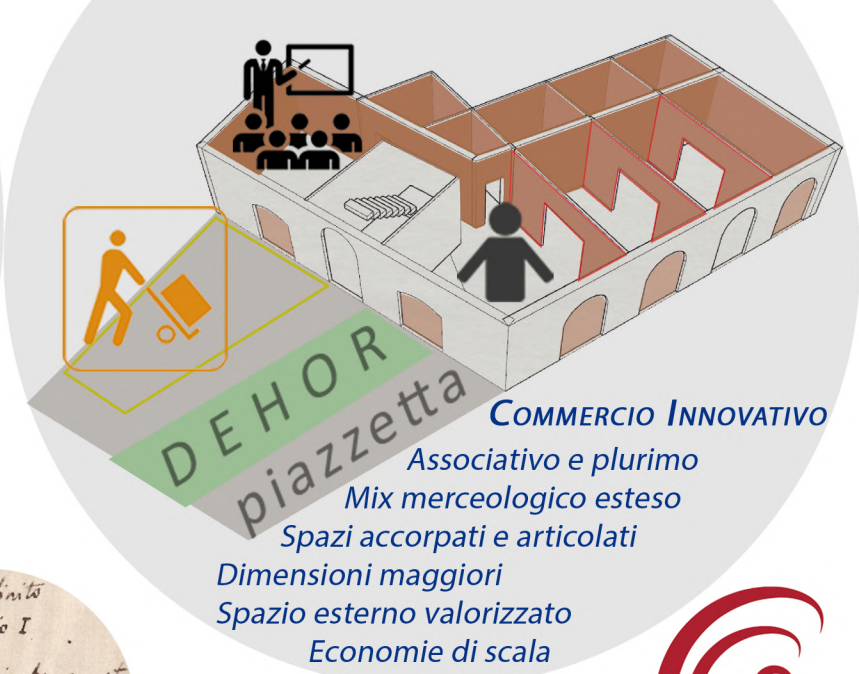 DEHOR
piazzetta
COMMERCIO INNOVATIVO
Associativo e plurimo
Mix merceologico esteso
Spazi accorpati e articolati
Dimensioni maggiori
Spazio esterno valorizzato
Economie di scala
I